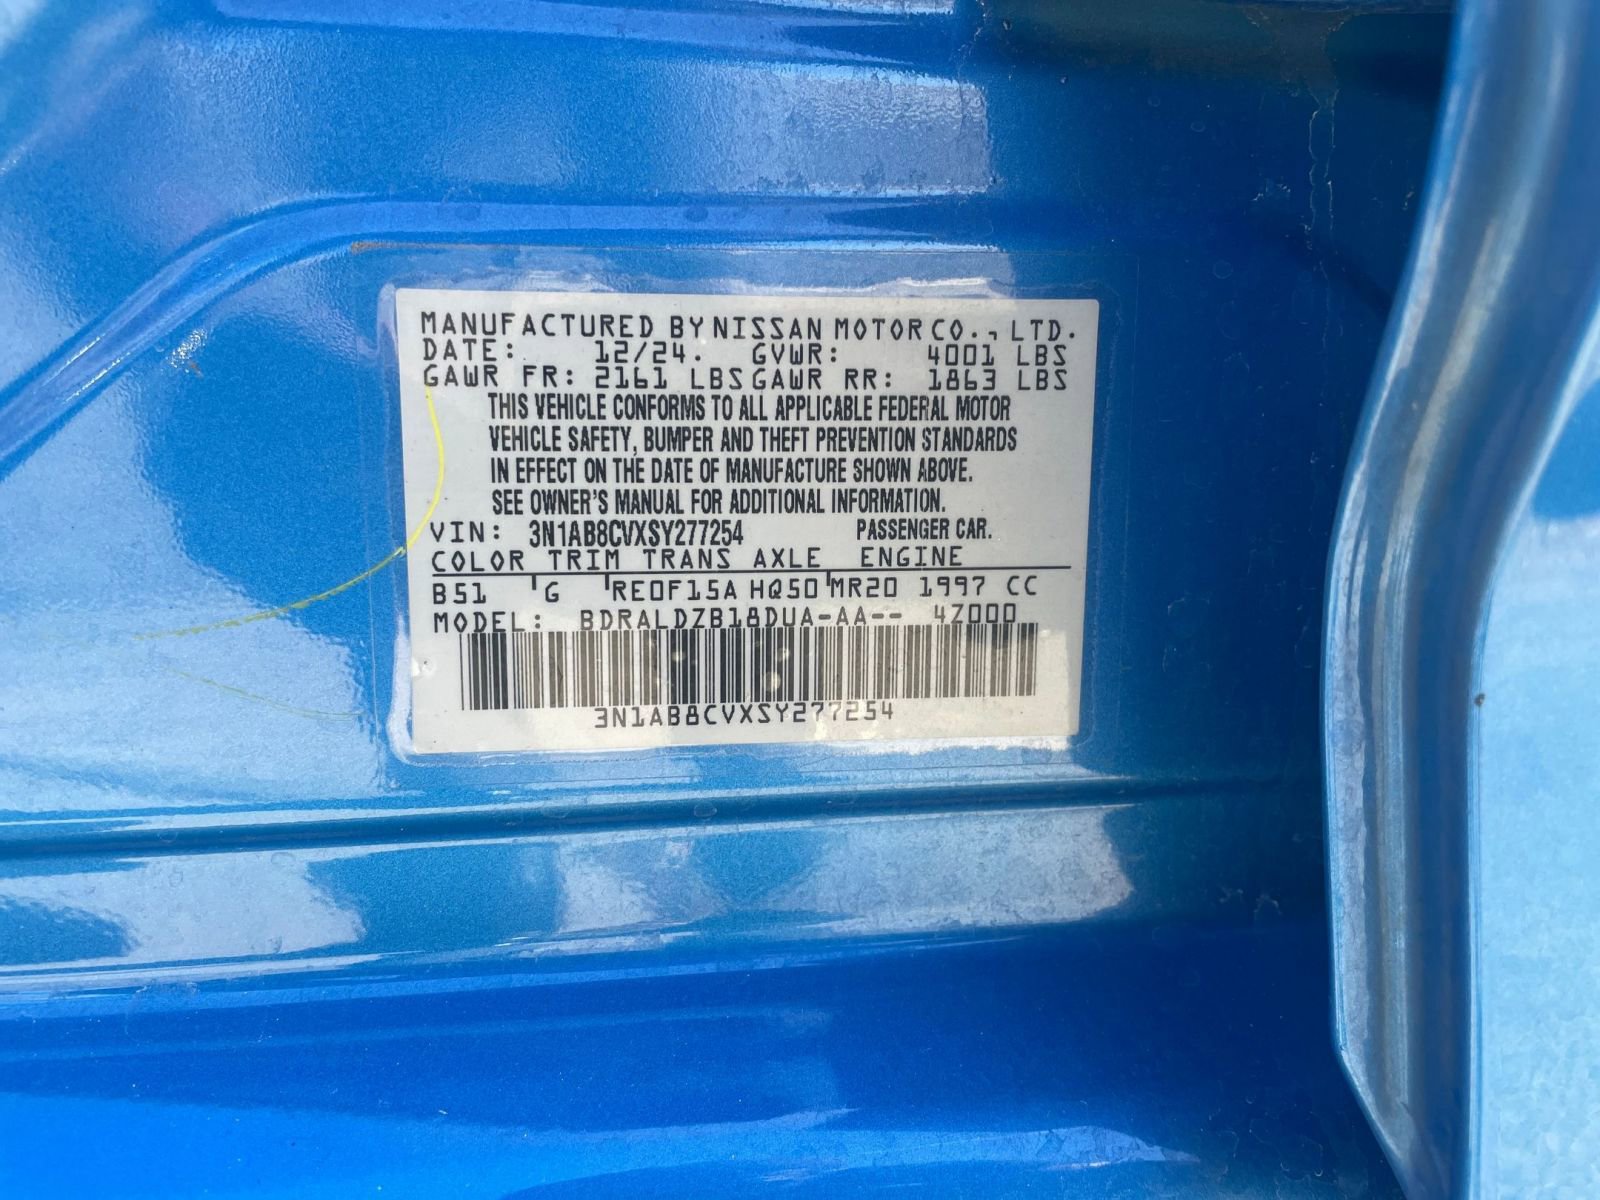 MANUFACTURED BY NISSAN MOTOR CO., LTD.
DATE: 12/24. GVWR: 4001 LBS
GAWR FR: 2161 LBS GAWR RR: 1863 LBS
THIS VEHICLE CONFORMS TO ALL APPLICABLE FEDERAL MOTOR
VEHICLE SAFETY, BUMPER AND THEFT PREVENTION STANDARDS
IN EFFECT ON THE DATE OF MANUFACTURE SHOWN ABOVE.
SEE OWNER'S MANUAL FOR ADDITIONAL INFORMATION.
VIN: 3N1AB8CVXSY277254 PASSENGER CAR.
COLOR TRIM TRANS AXLE ENGINE
B51 G RE0F15A HQ50 MR20 1997 CC
MODEL: BDRALDZB18DUA-AA-- 4Z000
3N1AB8CVXSY277254